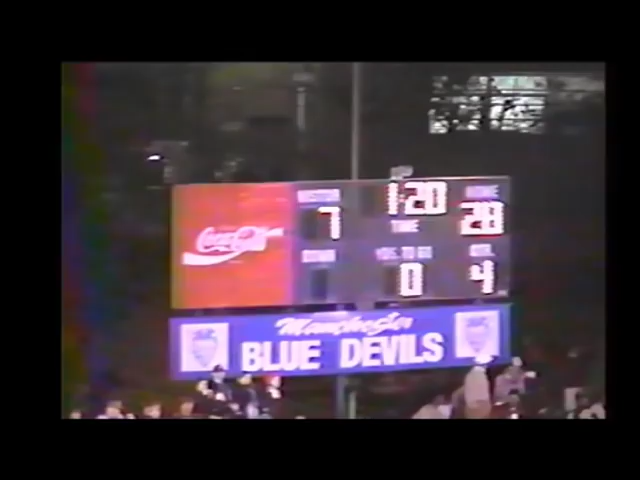 Coca-Cola
VISITOR 1:20 HOME
7 TIME 28
DOWN YDS. TO GO QTR.
0 4
Manchester
BLUE DEVILS